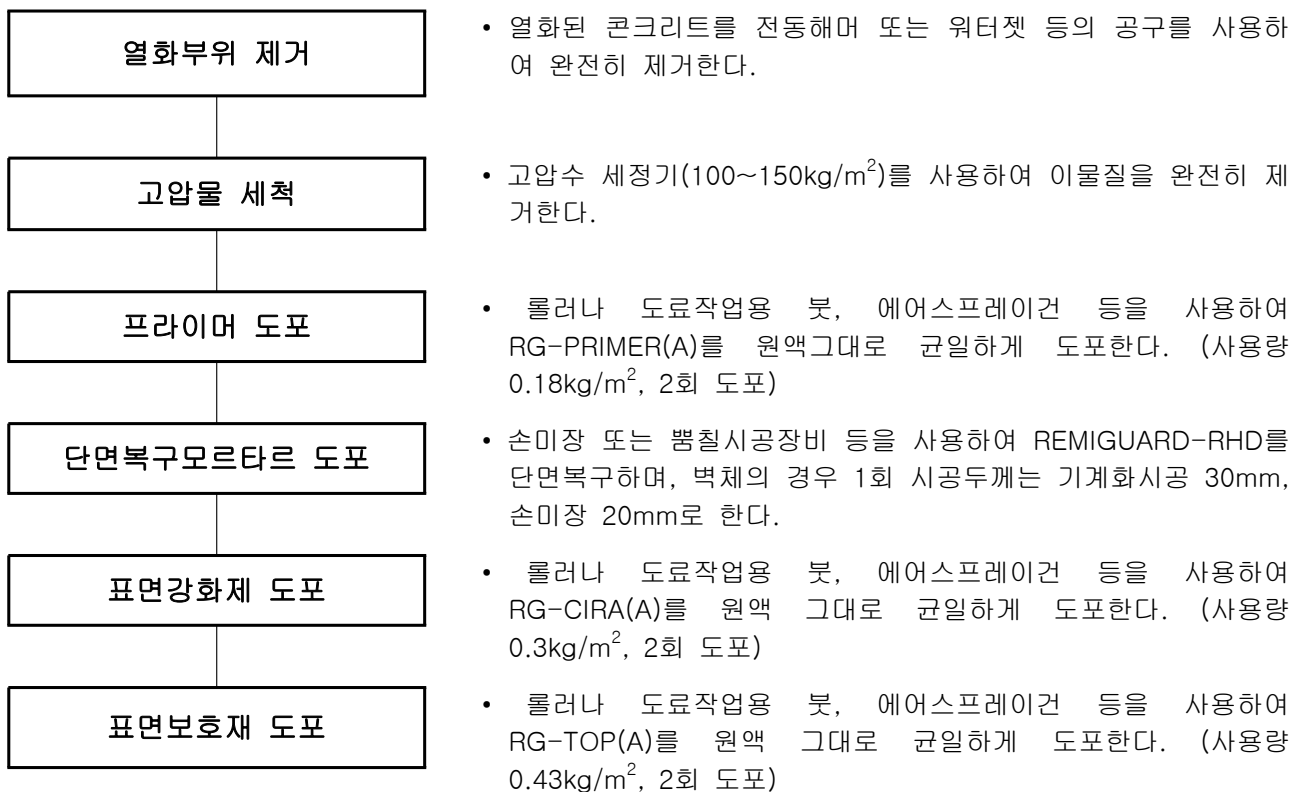 열화부위 제거
• 열화된 콘크리트를 전동해머 또는 워터젯 등의 공구를 사용하
여 완전히 제거한다.
고압물 세척
• 고압수 세정기(100~150kg/m²)를 사용하여 이물질을 완전히 제
거한다.
프라이머 도포
• 롤러나 도료작업용 붓, 에어스프레이건 등을 사용하여
RG-PRIMER(A)를 원액그대로 균일하게 도포한다. (사용량
0.18kg/m², 2회 도포)
단면복구모르타르 도포
• 손미장 또는 뿜칠시공장비 등을 사용하여 REMIGUARD-RHD를
단면복구하며, 벽체의 경우 1회 시공두께는 기계화시공 30mm,
손미장 20mm로 한다.
표면강화제 도포
• 롤러나 도료작업용 붓, 에어스프레이건 등을 사용하여
RG-CIRA(A)를 원액 그대로 균일하게 도포한다. (사용량
0.3kg/m², 2회 도포)
표면보호재 도포
• 롤러나 도료작업용 붓, 에어스프레이건 등을 사용하여
RG-TOP(A)를 원액 그대로 균일하게 도포한다. (사용량
0.43kg/m², 2회 도포)